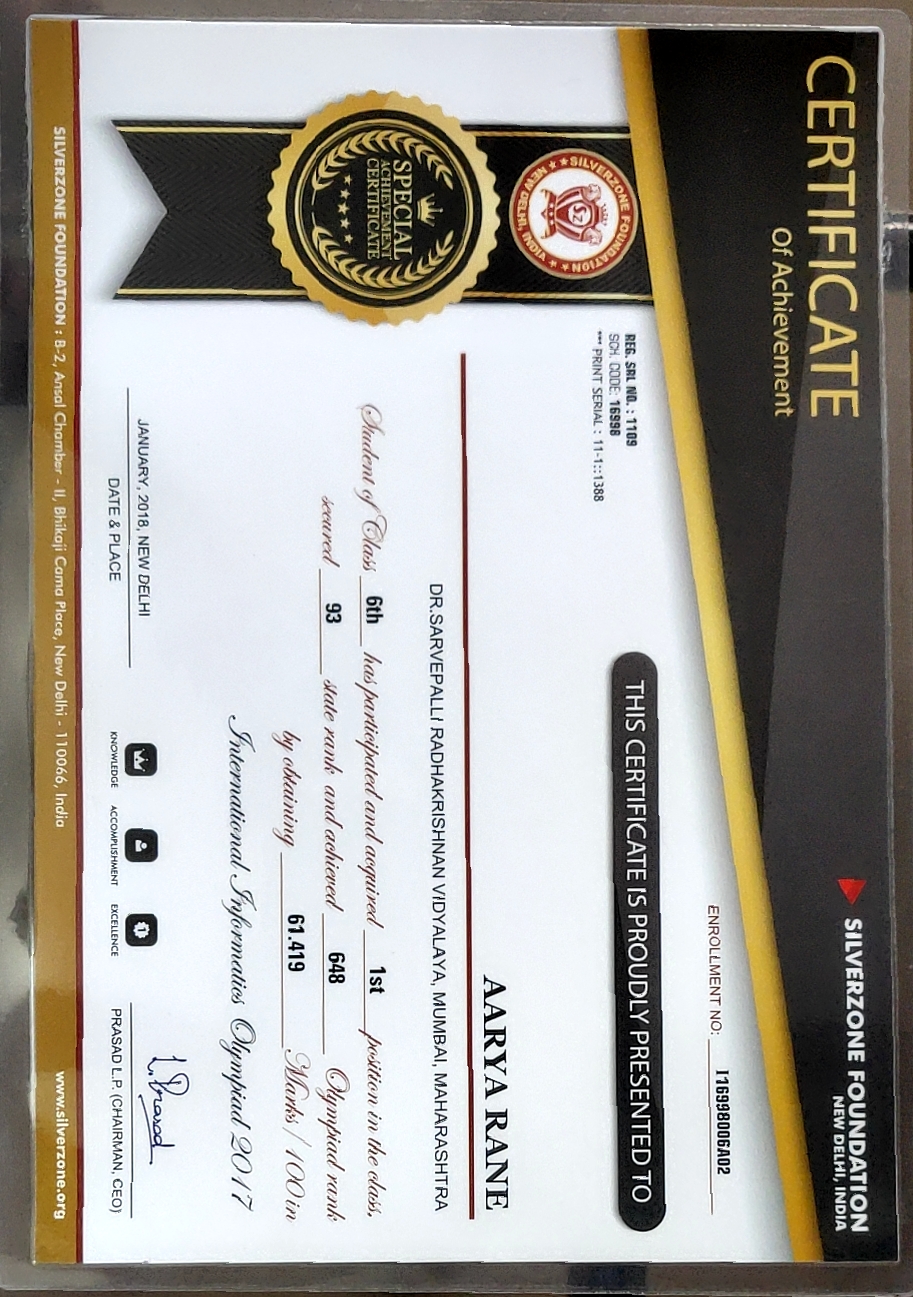 CERTIFICATE
Of Achievement
SILVERZONE FOUNDATION
NEW DELHI, INDIA
ENROLLMENT NO: I16998006A02
SILVERZONE FOUNDATION
NEW DELHI, INDIA
SZ
REG. SRL NO. : 1109
SCH. CODE: 16998
*** PRINT SERIAL : 11-1::1388
THIS CERTIFICATE IS PROUDLY PRESENTED TO
SPECIAL
ACHIEVEMENT
CERTIFICATE
AARYA RANE
DR.SARVEPALLI RADHAKRISHNAN VIDYALAYA, MUMBAI, MAHARASHTRA
Student of Class 6th has participated and acquired 1st position in the class,
secured 93 state rank and achieved 648 Olympiad rank
by obtaining 61.419 Marks / 100 in
International Informatics Olympiad 2017
JANUARY, 2018, NEW DELHI
DATE & PLACE
KNOWLEDGE
ACCOMPLISHMENT
EXCELLENCE
L. Prasad
PRASAD L.P. (CHAIRMAN, CEO)
SILVERZONE FOUNDATION : B-2, Ansal Chamber - II, Bhikaji Cama Place, New Delhi - 110066, India
www.silverzone.org